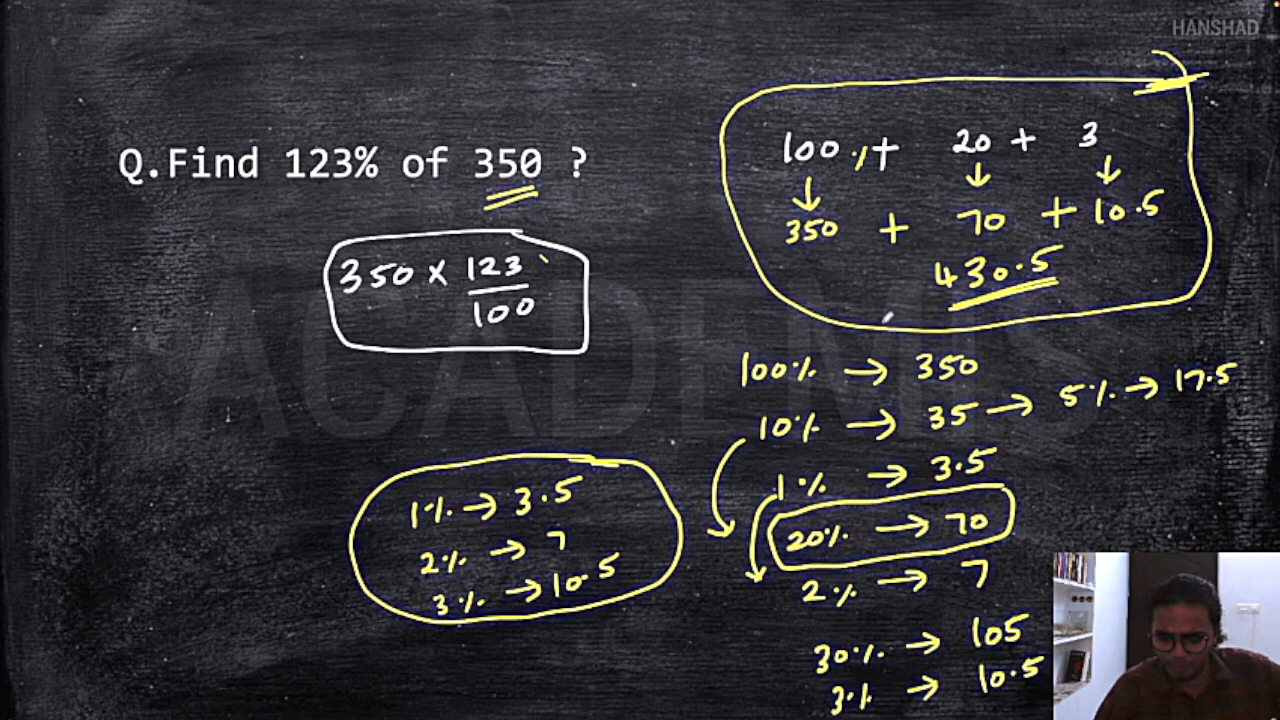 HANSHAD
Q.Find 123% of 350 ?
350 × 123/100
100% + 20 + 3
350 + 70 + 10.5
430.5
100% → 350
10% → 35 → 5% → 17.5
1% → 3.5
20% → 70
2% → 7
30% → 105
3% → 10.5
1% → 3.5
2% → 7
3% → 10.5